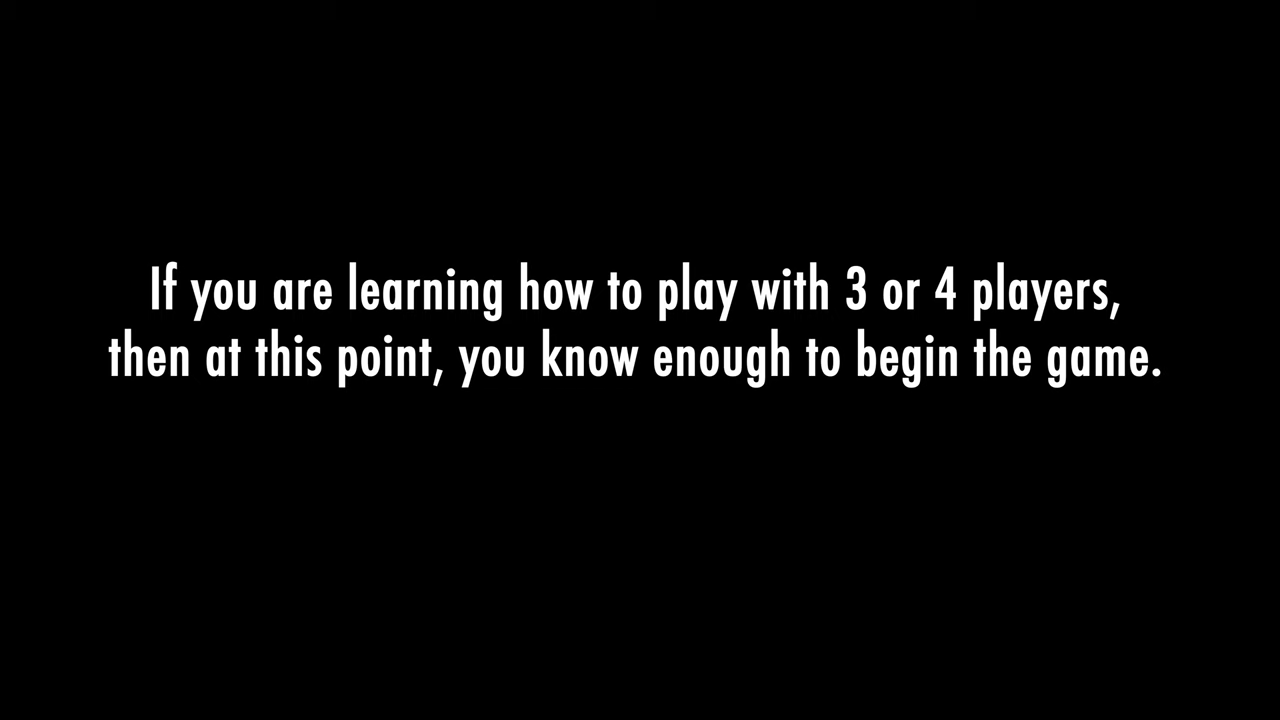 If you are learning how to play with 3 or 4 players,
then at this point, you know enough to begin the game.